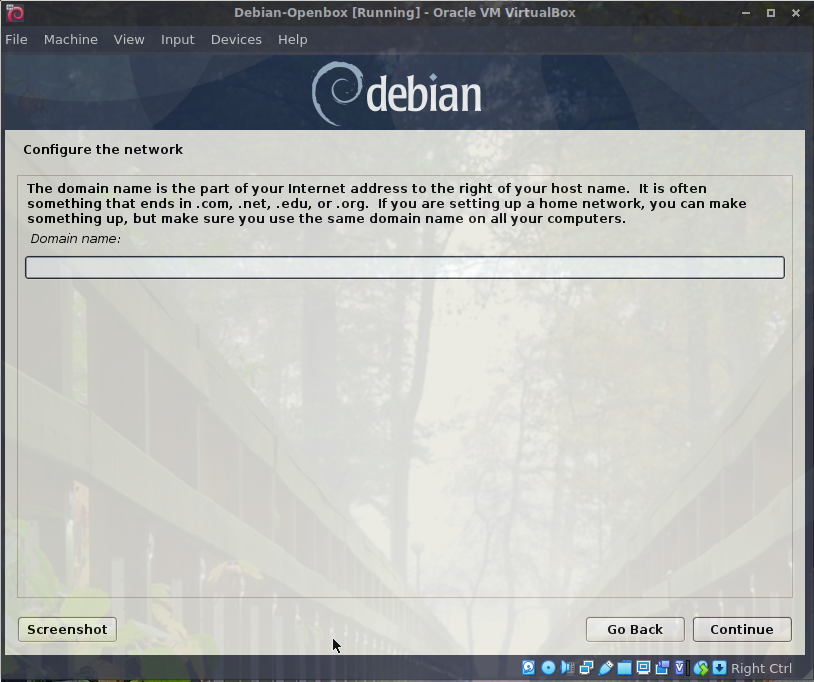 Debian-Openbox [Running] - Oracle VM VirtualBox
File Machine View Input Devices Help
debian
Configure the network
The domain name is the part of your Internet address to the right of your host name.  It is often
something that ends in .com, .net, .edu, or .org.  If you are setting up a home network, you can make
something up, but make sure you use the same domain name on all your computers.
Domain name:
Screenshot Go Back Continue
Right Ctrl